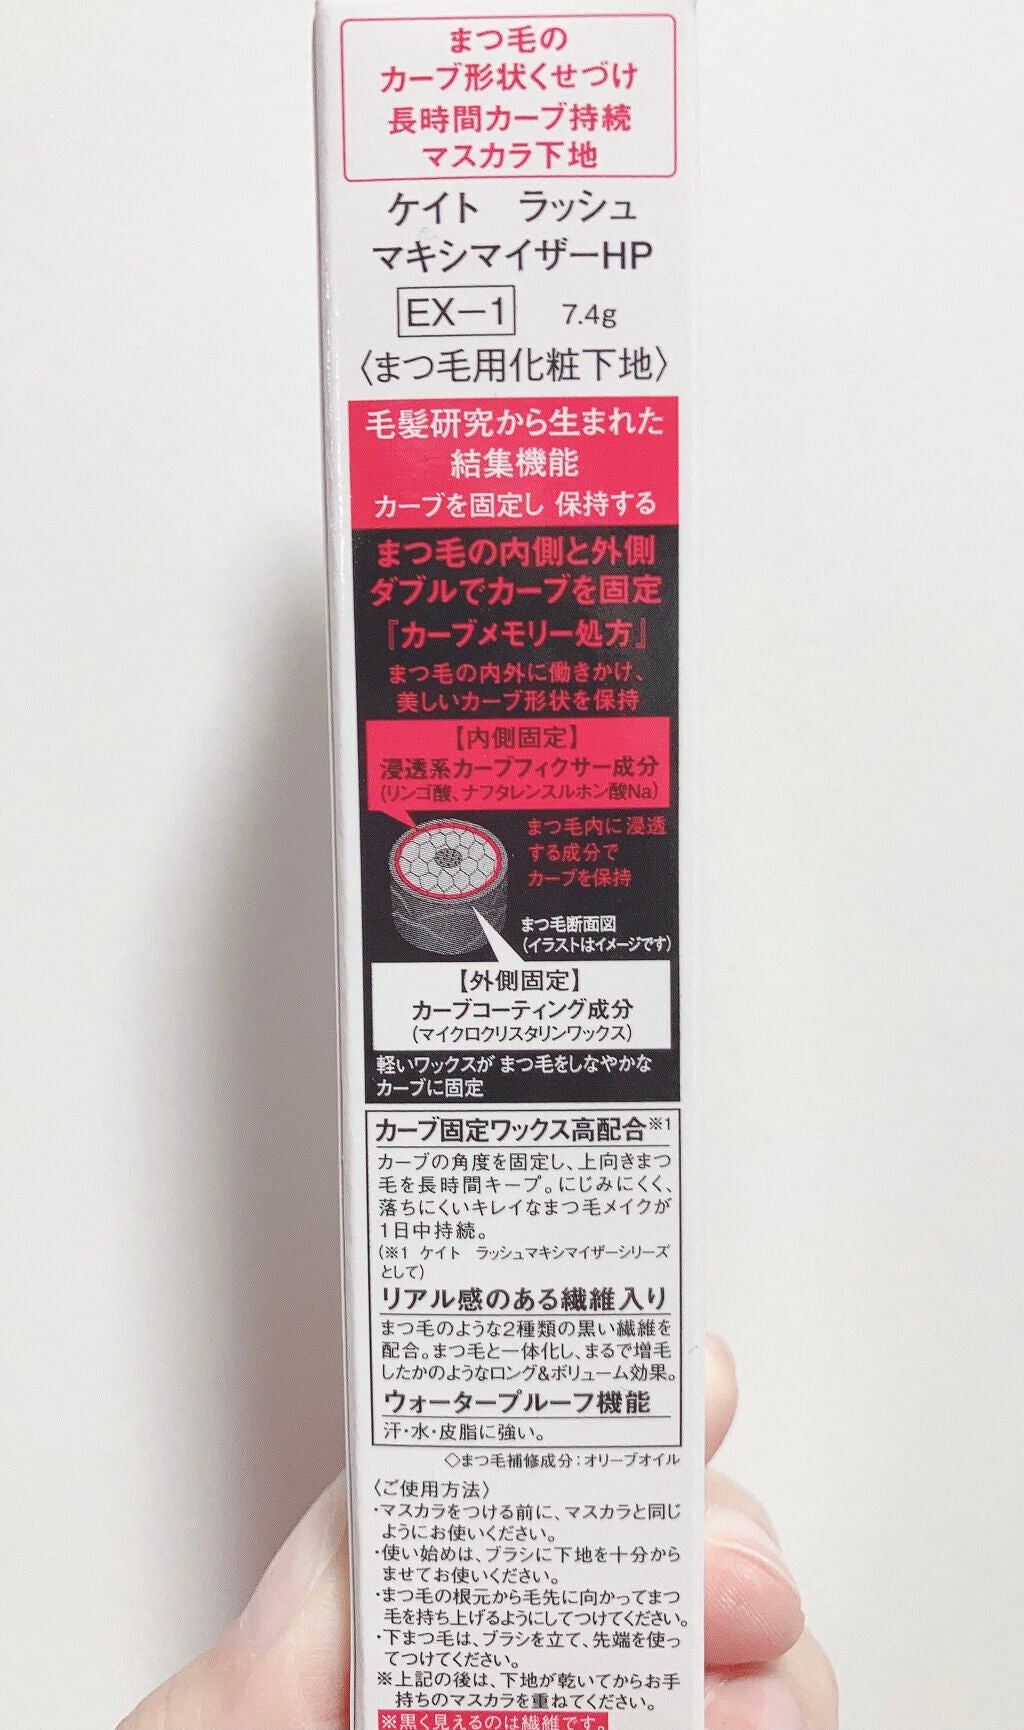 まつ毛の
カーブ形状くせづけ
長時間カーブ持続
マスカラ下地
ケイト　ラッシュ
マキシマイザーHP
EX−1　7.4g
〈まつ毛用化粧下地〉
毛髪研究から生まれた
結集機能
カーブを固定し 保持する
まつ毛の内側と外側
ダブルでカーブを固定
『カーブメモリー処方』
まつ毛の内外に働きかけ、
美しいカーブ形状を保持
【内側固定】
浸透系カーブフィクサー成分
(リンゴ酸、ナフタレンスルホン酸Na)
まつ毛内に浸透
する成分で
カーブを保持
まつ毛断面図
(イラストはイメージです)
【外側固定】
カーブコーティング成分
(マイクロクリスタリンワックス)
軽いワックスが まつ毛をしなやかな
カーブに固定
カーブ固定ワックス高配合※1
カーブの角度を固定し、上向きまつ
毛を長時間キープ。にじみにくく、
落ちにくいキレイなまつ毛メイクが
1日中持続。
(※1 ケイト　ラッシュマキシマイザーシリーズ
として)
リアル感のある繊維入り
まつ毛のような2種類の黒い繊維を
配合。まつ毛と一体化し、まるで増毛
したかのようなロング&ボリューム効果。
ウォータープルーフ機能
汗・水・皮脂に強い。
◇まつ毛補修成分：オリーブオイル
〈ご使用方法〉
・マスカラをつける前に、マスカラと同じ
ようにお使いください。
・使い始めは、ブラシに下地を十分から
ませてお使いください。
・まつ毛の根元から毛先に向かってまつ
毛を持ち上げるようにしてつけてください。
・下まつ毛は、ブラシを立て、先端を使っ
てつけてください。
※上記の後は、下地が乾いてからお手
持ちのマスカラを重ねてください。
※黒く見えるのは繊維です。